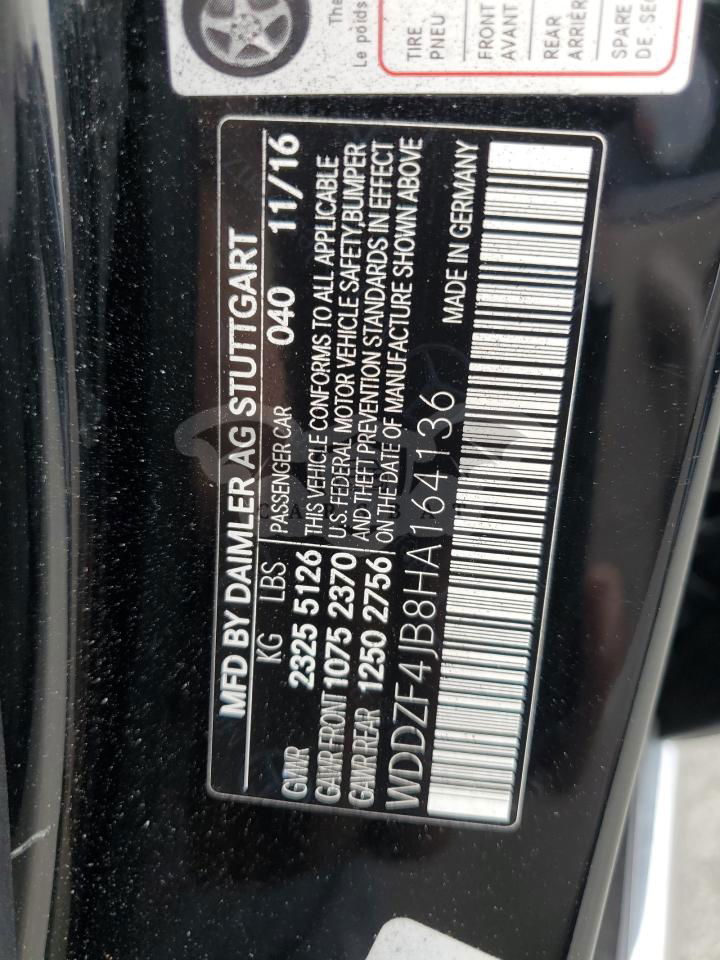 The
Le poids
TIRE
PNEU
FRONT
AVANT
REAR
ARRIÈR
SPARE
DE SEC
MFD BY DAIMLER AG STUTTGART
KG LBS PASSENGER CAR 040 11/16
GVWR 2325 5126
GAWR FRONT 1075 2370
GAWR REAR 1250 2756
THIS VEHICLE CONFORMS TO ALL APPLICABLE
U.S. FEDERAL MOTOR VEHICLE SAFETY, BUMPER
AND THEFT PREVENTION STANDARDS IN EFFECT
ON THE DATE OF MANUFACTURE SHOWN ABOVE
WDDZF4JB8HA164136 MADE IN GERMANY